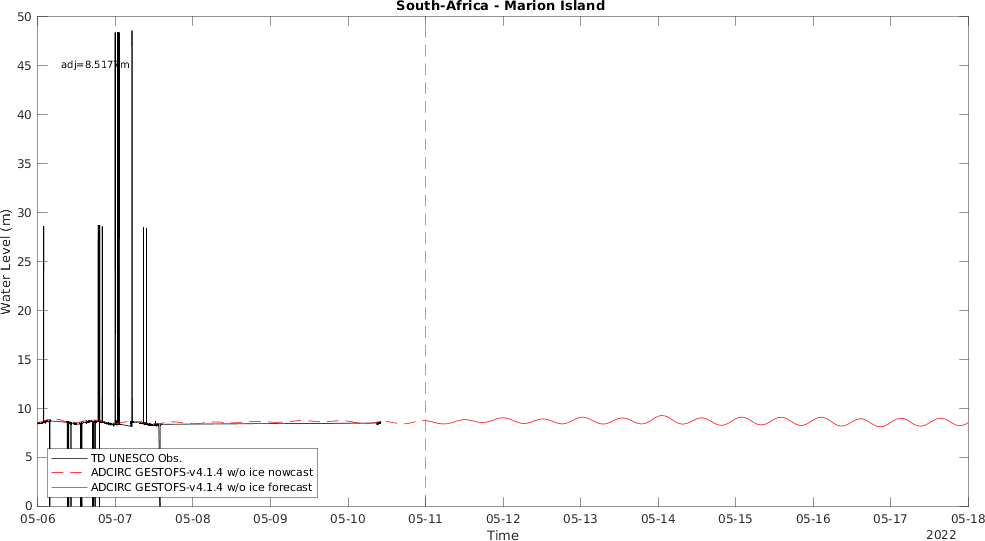 South-Africa - Marion Island
50
45
40
35
30
25
20
15
10
5
0
Water Level (m)
adj=8.5177m
TD UNESCO Obs.
ADCIRC GESTOFS-v4.1.4 w/o ice nowcast
ADCIRC GESTOFS-v4.1.4 w/o ice forecast
05-06 05-07 05-08 05-09 05-10 05-11 05-12 05-13 05-14 05-15 05-16 05-17 05-18
Time
2022